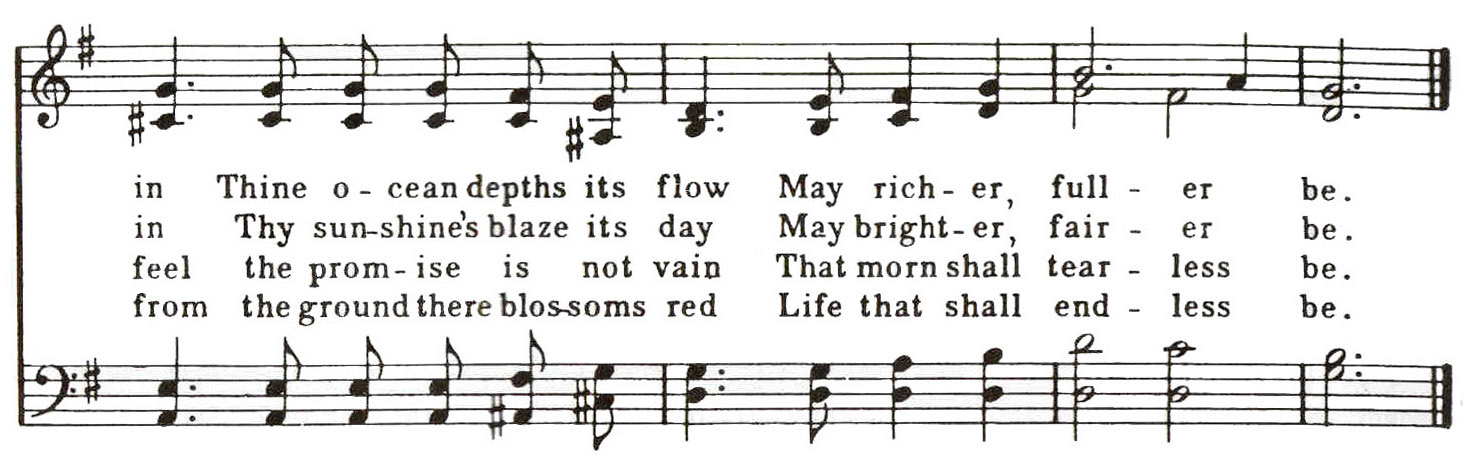 in Thine o - cean depths its flow May rich - er, full - er be.
in Thy sun-shine's blaze its day May bright - er, fair - er be.
feel the prom - ise is not vain That morn shall tear - less be.
from the ground there blos-soms red Life that shall end - less be.